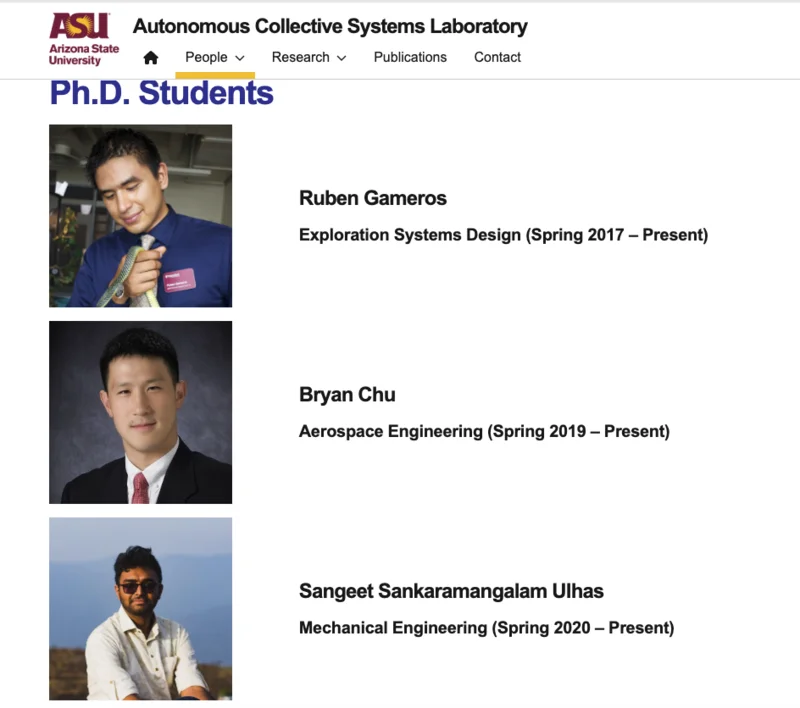 ASU
Arizona State
University
Autonomous Collective Systems Laboratory
People
Research
Publications
Contact
Ph.D. Students
Ruben Gameros
Exploration Systems Design (Spring 2017 – Present)
Bryan Chu
Aerospace Engineering (Spring 2019 – Present)
Sangeet Sankaramangalam Ulhas
Mechanical Engineering (Spring 2020 – Present)